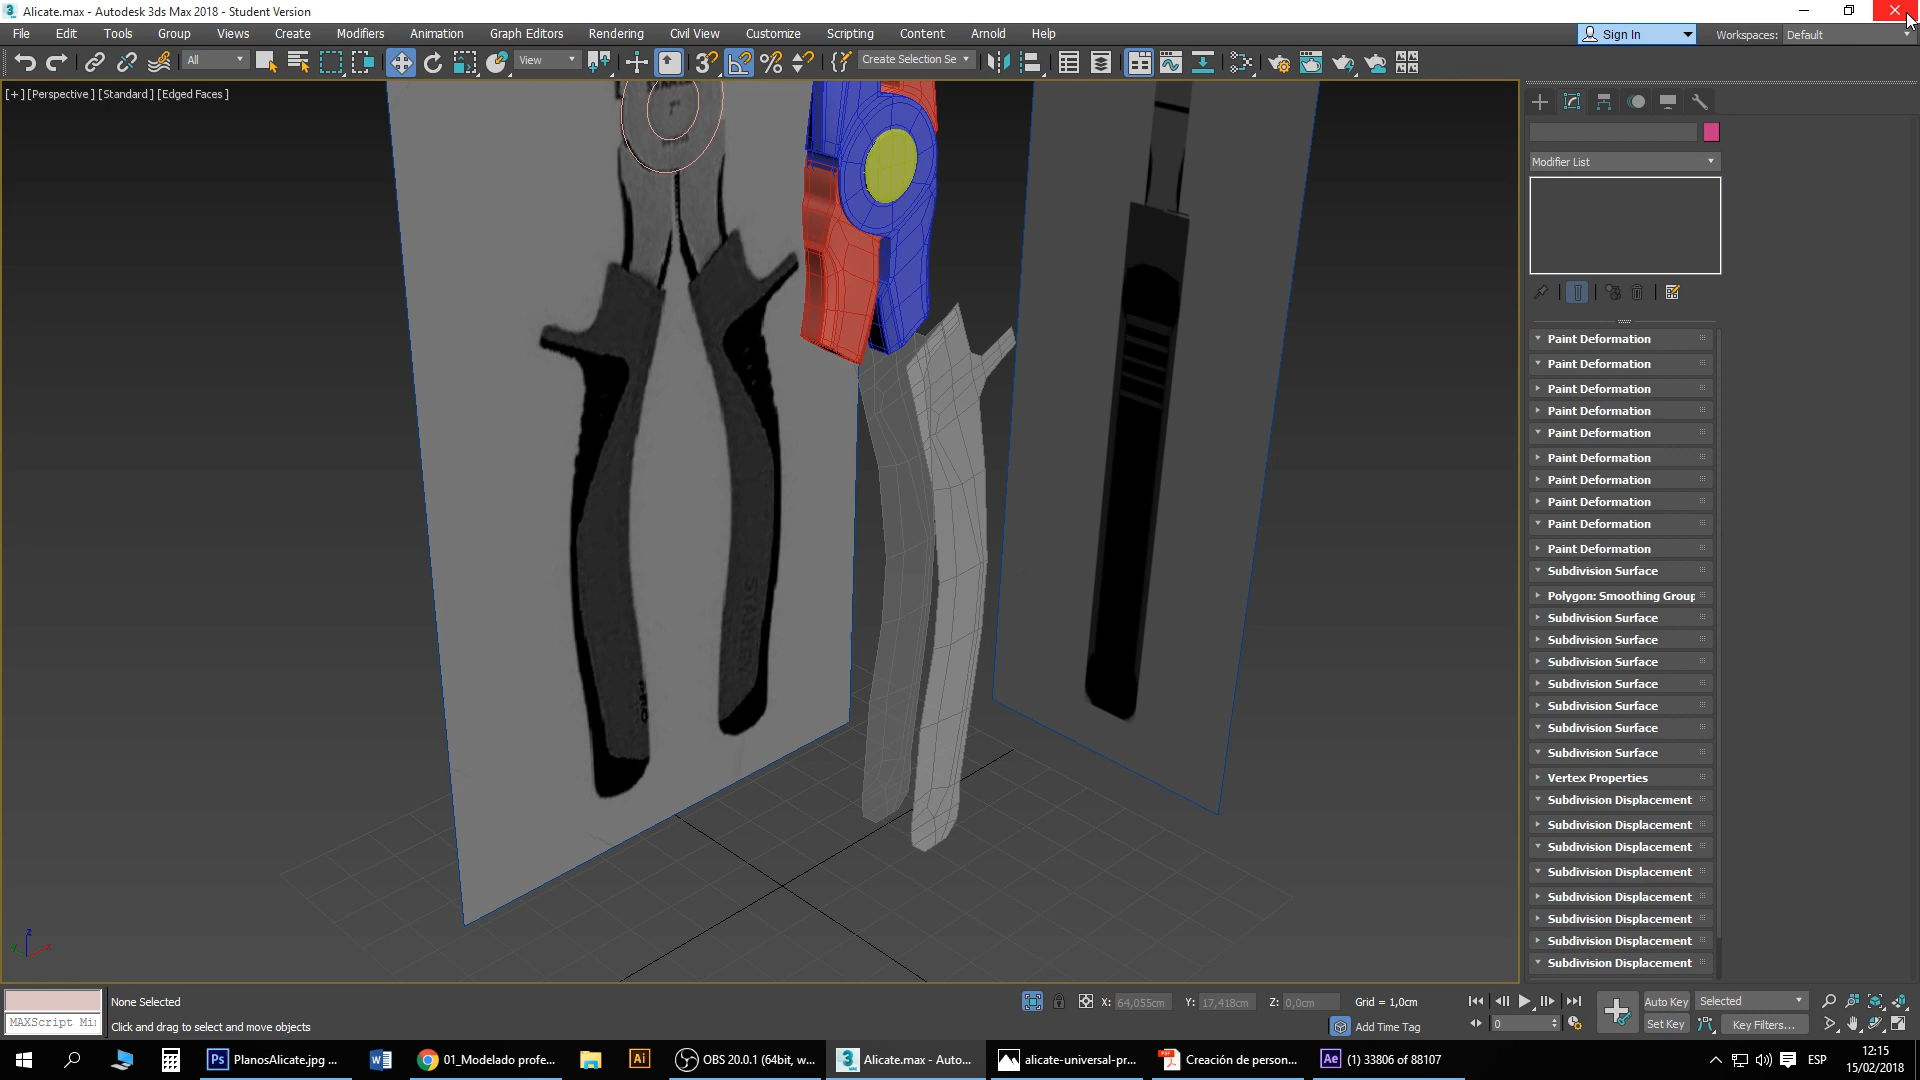 Alicate.max - Autodesk 3ds Max 2018 - Student Version
File Edit Tools Group Views Create Modifiers Animation Graph Editors Rendering Civil View Customize Scripting Content Arnold Help
Sign In
Workspaces: Default
All
View
Create Selection Se
[+] [Perspective ] [Standard ] [Edged Faces ]
Modifier List
Paint Deformation
Paint Deformation
Paint Deformation
Paint Deformation
Paint Deformation
Paint Deformation
Paint Deformation
Paint Deformation
Paint Deformation
Paint Deformation
Subdivision Surface
Polygon: Smoothing Group
Subdivision Surface
Subdivision Surface
Subdivision Surface
Subdivision Surface
Subdivision Surface
Subdivision Surface
Subdivision Surface
Vertex Properties
Subdivision Displacement
Subdivision Displacement
Subdivision Displacement
Subdivision Displacement
Subdivision Displacement
Subdivision Displacement
Subdivision Displacement
Subdivision Displacement
z
x
y
None Selected
X: 64,055cm Y: 17,418cm Z: 0,0cm Grid = 1,0cm
Auto Key Selected
MAXScript Mi
Click and drag to select and move objects
Add Time Tag
0
Set Key Key Filters...
PlanosAlicate.jpg ...
01_Modelado profe...
OBS 20.0.1 (64bit, w...
Alicate.max - Auto...
alicate-universal-pr...
Creación de person...
(1) 33806 of 88107
ESP
12:15
15/02/2018